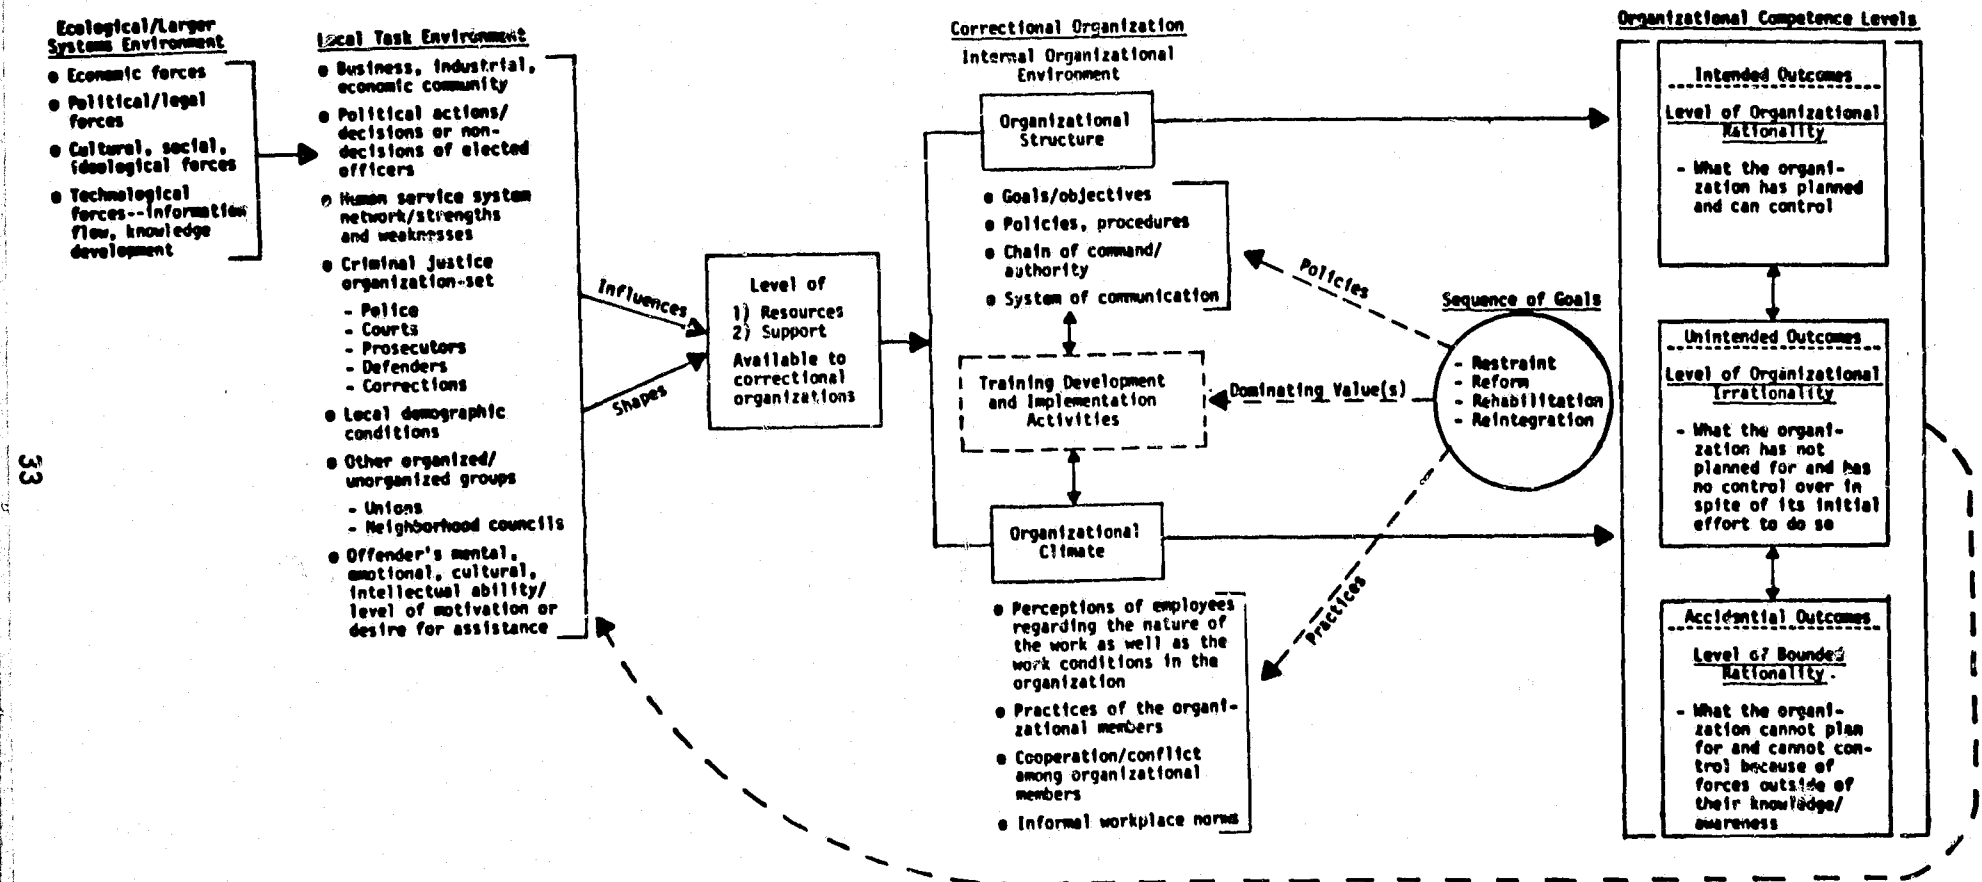 Ecological/Larger
Systems Environment
● Economic forces
● Political/legal
forces
● Cultural, social,
ideological forces
● Technological
forces--information
flow, knowledge
development
Local Task Environment
● Business, industrial,
economic community
● Political actions/
decisions or non-
decisions of elected
officers
● Human service system
network/strengths
and weaknesses
● Criminal justice
organization-set
- Police
- Courts
- Prosecutors
- Defenders
- Corrections
● Local demographic
conditions
● Other organized/
unorganized groups
- Unions
- Neighborhood councils
● Offender's mental,
emotional, cultural,
intellectual ability/
level of motivation or
desire for assistance
Influences
Shapes
Level of
1) Resources
2) Support
Available to
correctional
organizations
Correctional Organization
Internal Organizational
Environment
Organizational
Structure
● Goals/objectives
● Policies, procedures
● Chain of command/
authority
● System of communication
Training Development
and Implementation
Activities
Organizational
Climate
● Perceptions of employees
regarding the nature of
the work as well as the
work conditions in the
organization
● Practices of the organi-
zational members
● Cooperation/conflict
among organizational
members
● Informal workplace norms
Policies
Dominating Value(s)
Practices
Sequence of Goals
- Restraint
- Reform
- Rehabilitation
- Reintegration
Organizational Competence Levels
Intended Outcomes
Level of Organizational
Rationality
- What the organi-
zation has planned
and can control
Unintended Outcomes
Level of Organizational
Irrationality
- What the organi-
zation has not
planned for and has
no control over in
spite of its initial
effort to do so
Accidential Outcomes
Level of Bounded
Rationality.
- What the organi-
zation cannot plan
for and cannot con-
trol because of
forces outside of
their knowledge/
awareness
33